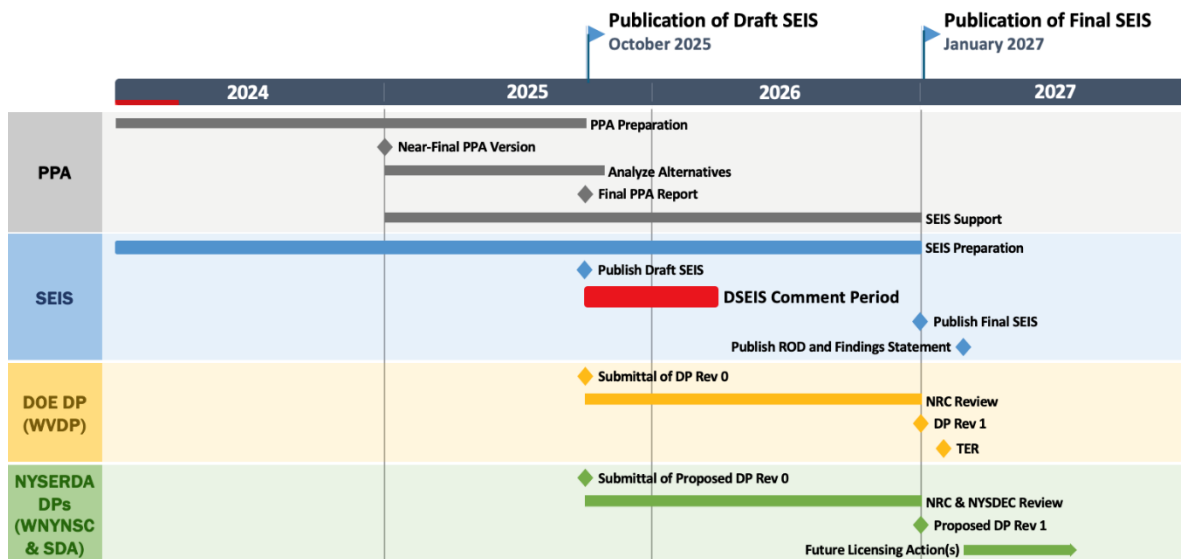 Publication of Draft SEIS
October 2025
Publication of Final SEIS
January 2027
2024
2025
2026
2027
PPA
PPA Preparation
Near-Final PPA Version
Analyze Alternatives
Final PPA Report
SEIS Support
SEIS
SEIS Preparation
Publish Draft SEIS
DSEIS Comment Period
Publish Final SEIS
Publish ROD and Findings Statement
DOE DP
(WVDP)
Submittal of DP Rev 0
NRC Review
DP Rev 1
TER
NYSERDA
DPs
(WNYNSC
& SDA)
Submittal of Proposed DP Rev 0
NRC & NYSDEC Review
Proposed DP Rev 1
Future Licensing Action(s)